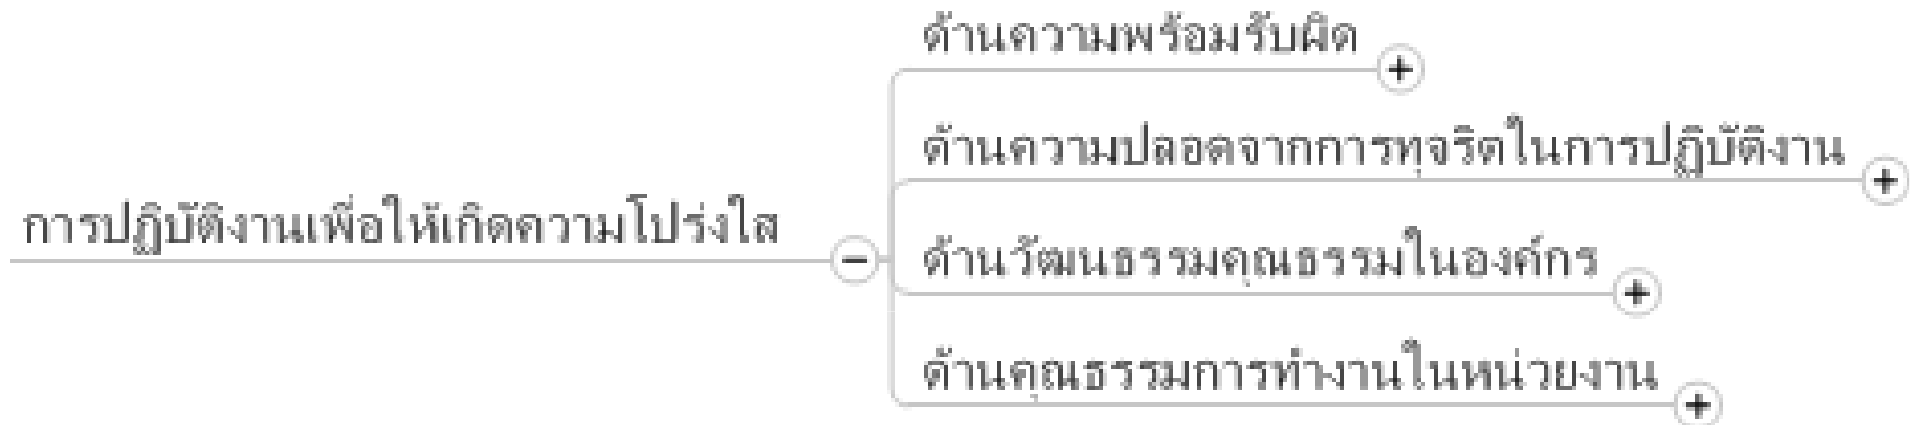 ด้านความพร้อมรับผิด
ด้านความปลอดจากการทุจริตในการปฏิบัติงาน
การปฏิบัติงานเพื่อให้เกิดความโปร่งใส
ด้านวัฒนธรรมคุณธรรมในองค์กร
ด้านคุณธรรมการทำงานในหน่วยงาน